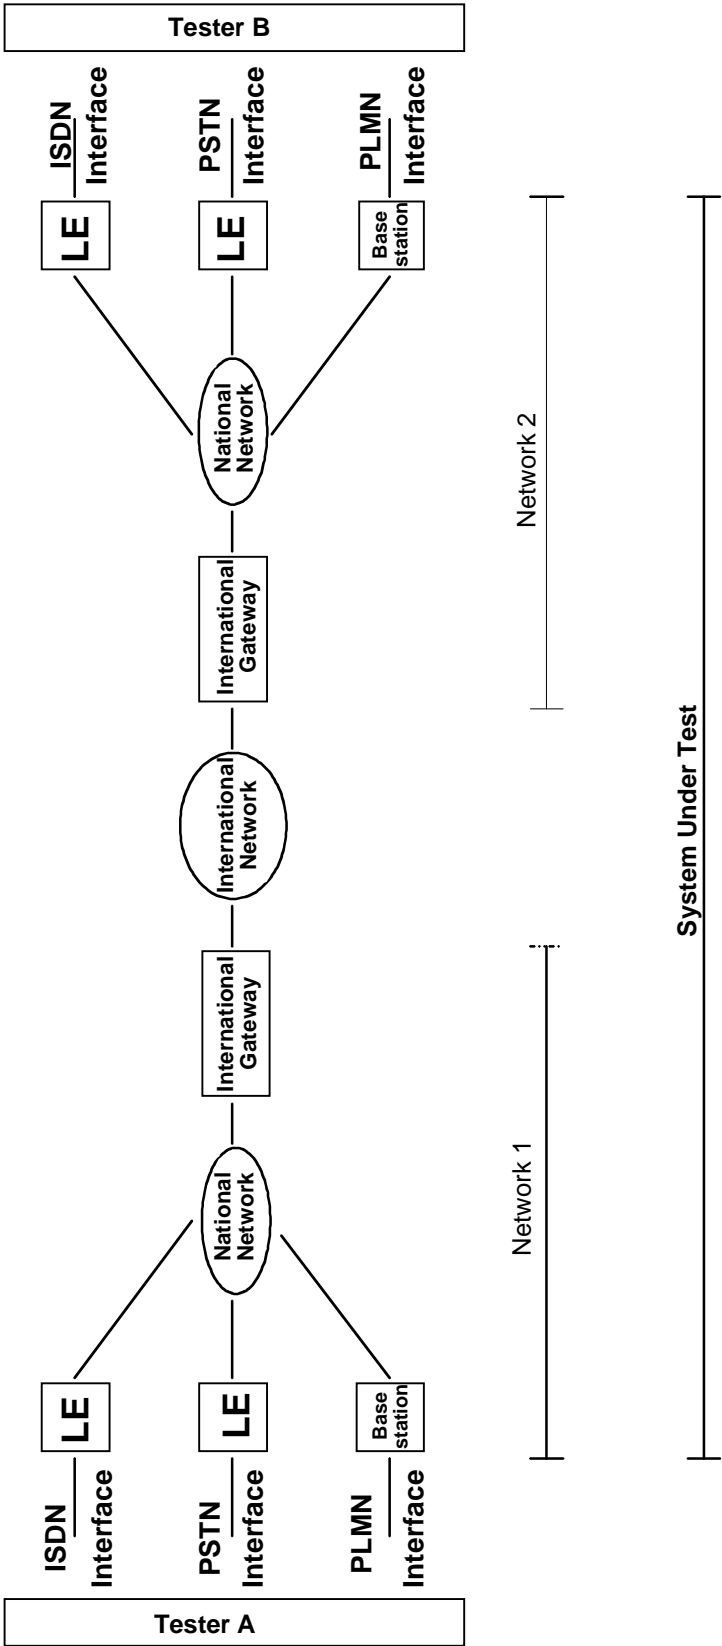 Tester B
ISDN
Interface
PSTN
Interface
PLMN
Interface
LE
LE
Base
station
National
Network
International
Gateway
Network 2
International
Network
System Under Test
International
Gateway
National
Network
Network 1
LE
LE
Base
station
ISDN
Interface
PSTN
Interface
PLMN
Interface
Tester A